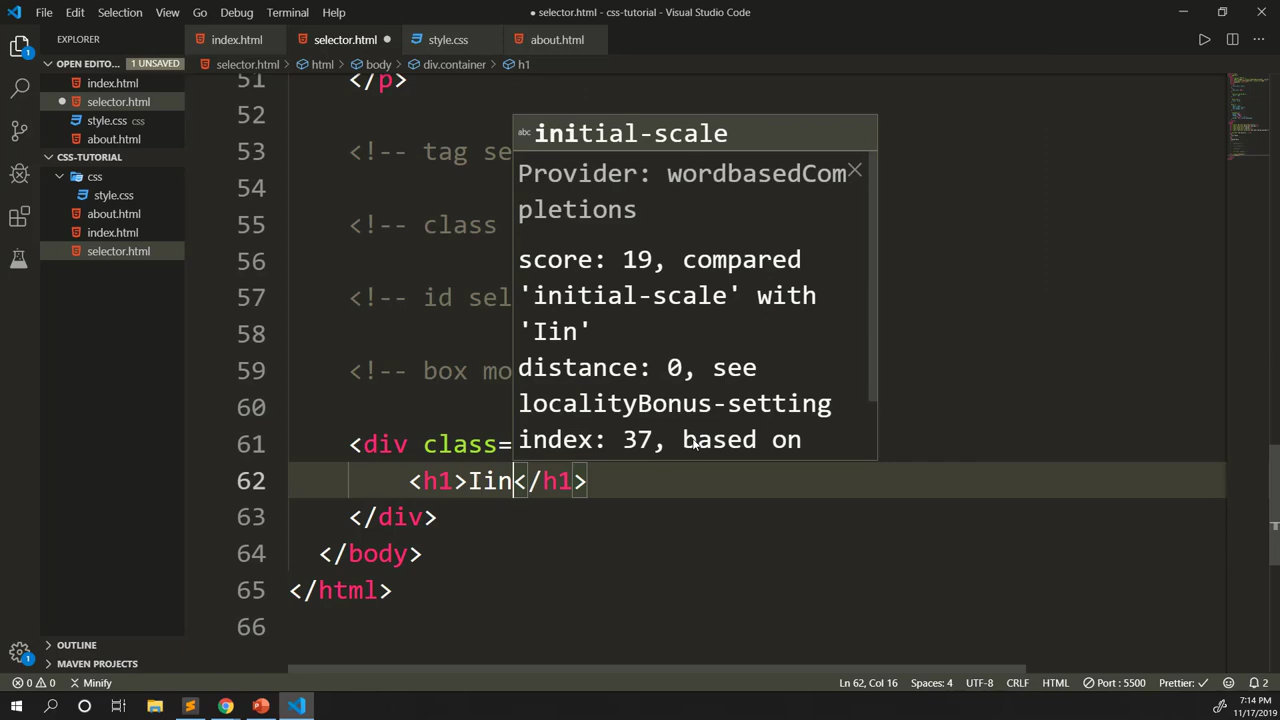 File Edit Selection View Go Debug Terminal Help
● selector.html - css-tutorial - Visual Studio Code
EXPLORER
index.html
selector.html
style.css
about.html
OPEN EDITO... 1 UNSAVED
index.html
selector.html
style.css css
about.html
CSS-TUTORIAL
css
style.css
about.html
index.html
selector.html
OUTLINE
MAVEN PROJECTS
selector.html > html > body > div.container > h1
51 </p>
52
53 <!-- tag se
54
55 <!-- class
56
57 <!-- id sel
58
59 <!-- box mo
60
61 <div class=
62 <h1>Iin</h1>
63 </div>
64 </body>
65 </html>
66
abc initial-scale
Provider: wordbasedCom
pletions
score: 19, compared
'initial-scale' with
'Iin'
distance: 0, see
localityBonus-setting
index: 37, based on
0 0 Minify
Ln 62, Col 16 Spaces: 4 UTF-8 CRLF HTML Port : 5500 Prettier: ✓ 2
7:14 PM
11/17/2019